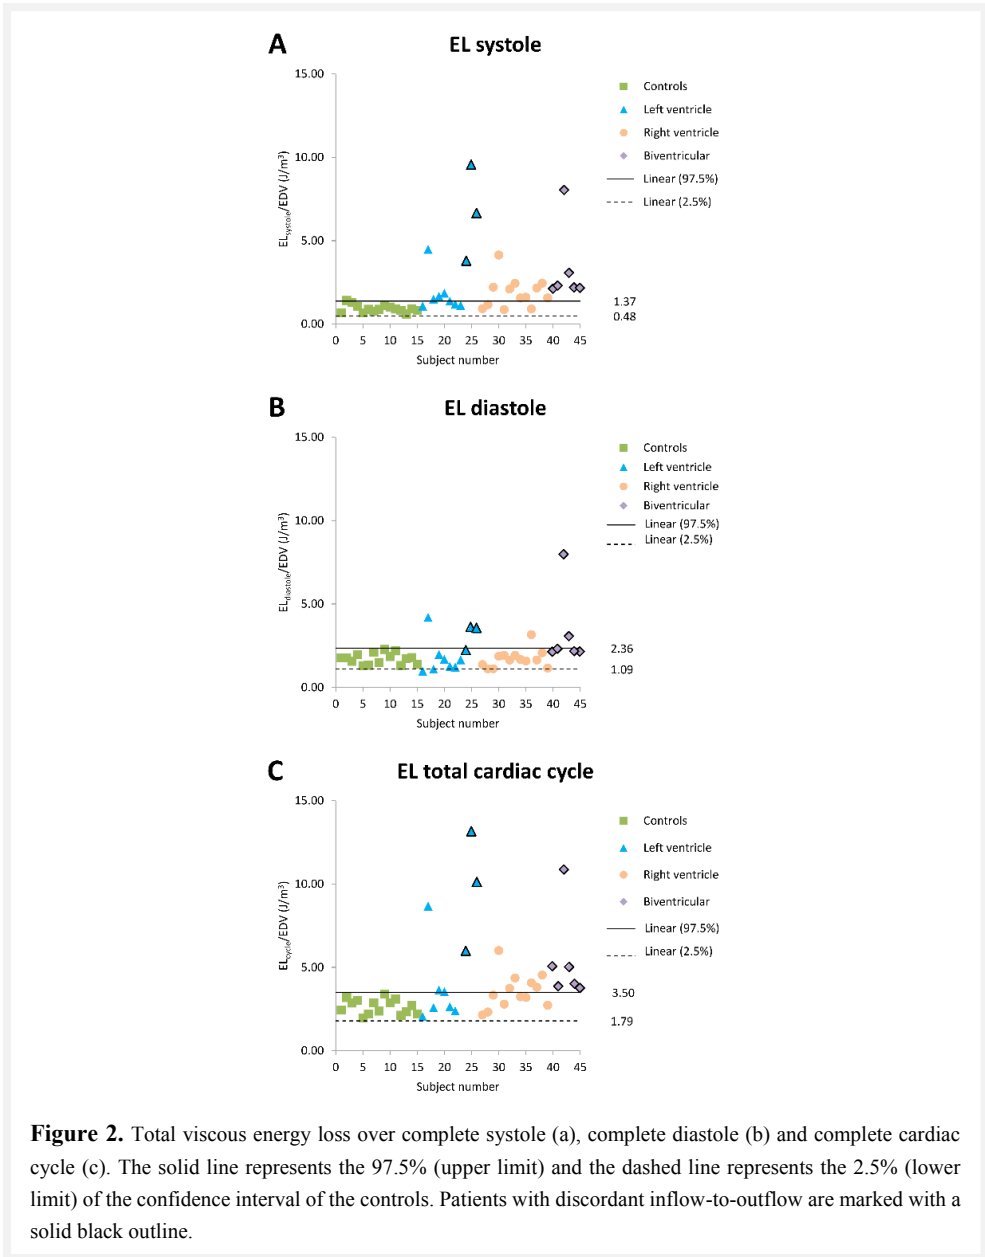 A
EL systole
15.00
10.00
5.00
0.00
ELsystole/EDV (J/m³)
0 5 10 15 20 25 30 35 40 45
Subject number
Controls
Left ventricle
Right ventricle
Biventricular
Linear (97.5%)
Linear (2.5%)
1.37
0.48
B
EL diastole
15.00
10.00
5.00
0.00
ELdiastole/EDV (J/m³)
0 5 10 15 20 25 30 35 40 45
Subject number
Controls
Left ventricle
Right ventricle
Biventricular
Linear (97.5%)
Linear (2.5%)
2.36
1.09
C
EL total cardiac cycle
15.00
10.00
5.00
0.00
ELcycle/EDV (J/m³)
0 5 10 15 20 25 30 35 40 45
Subject number
Controls
Left ventricle
Right ventricle
Biventricular
Linear (97.5%)
Linear (2.5%)
3.50
1.79
Figure 2. Total viscous energy loss over complete systole (a), complete diastole (b) and complete cardiac
cycle (c). The solid line represents the 97.5% (upper limit) and the dashed line represents the 2.5% (lower
limit) of the confidence interval of the controls. Patients with discordant inflow-to-outflow are marked with a
solid black outline.